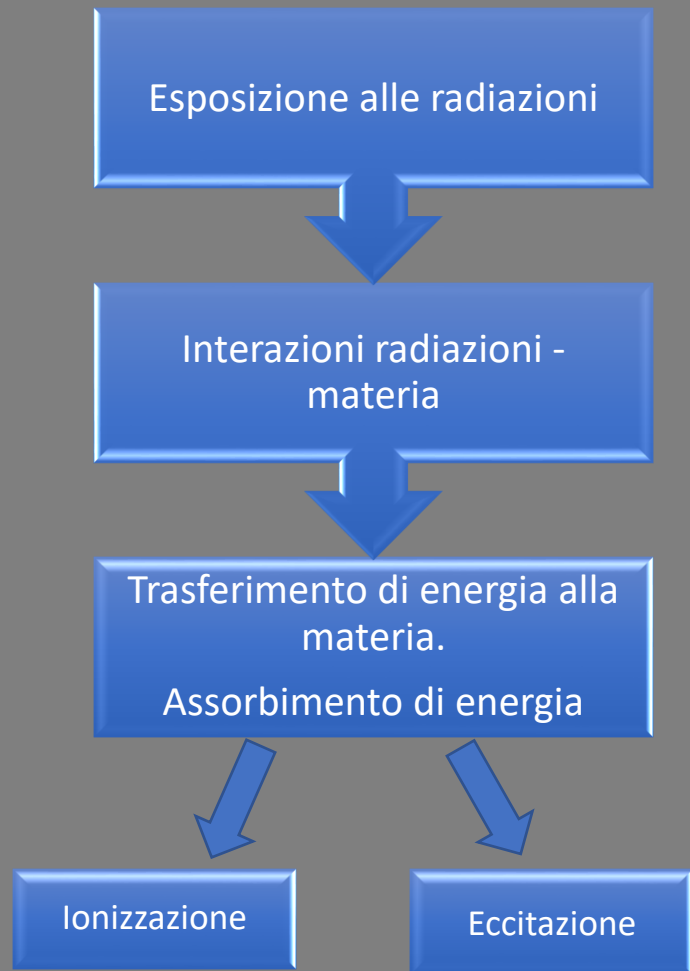 Esposizione alle radiazioni
Interazioni radiazioni -
materia
Trasferimento di energia alla
materia.
Assorbimento di energia
Ionizzazione
Eccitazione